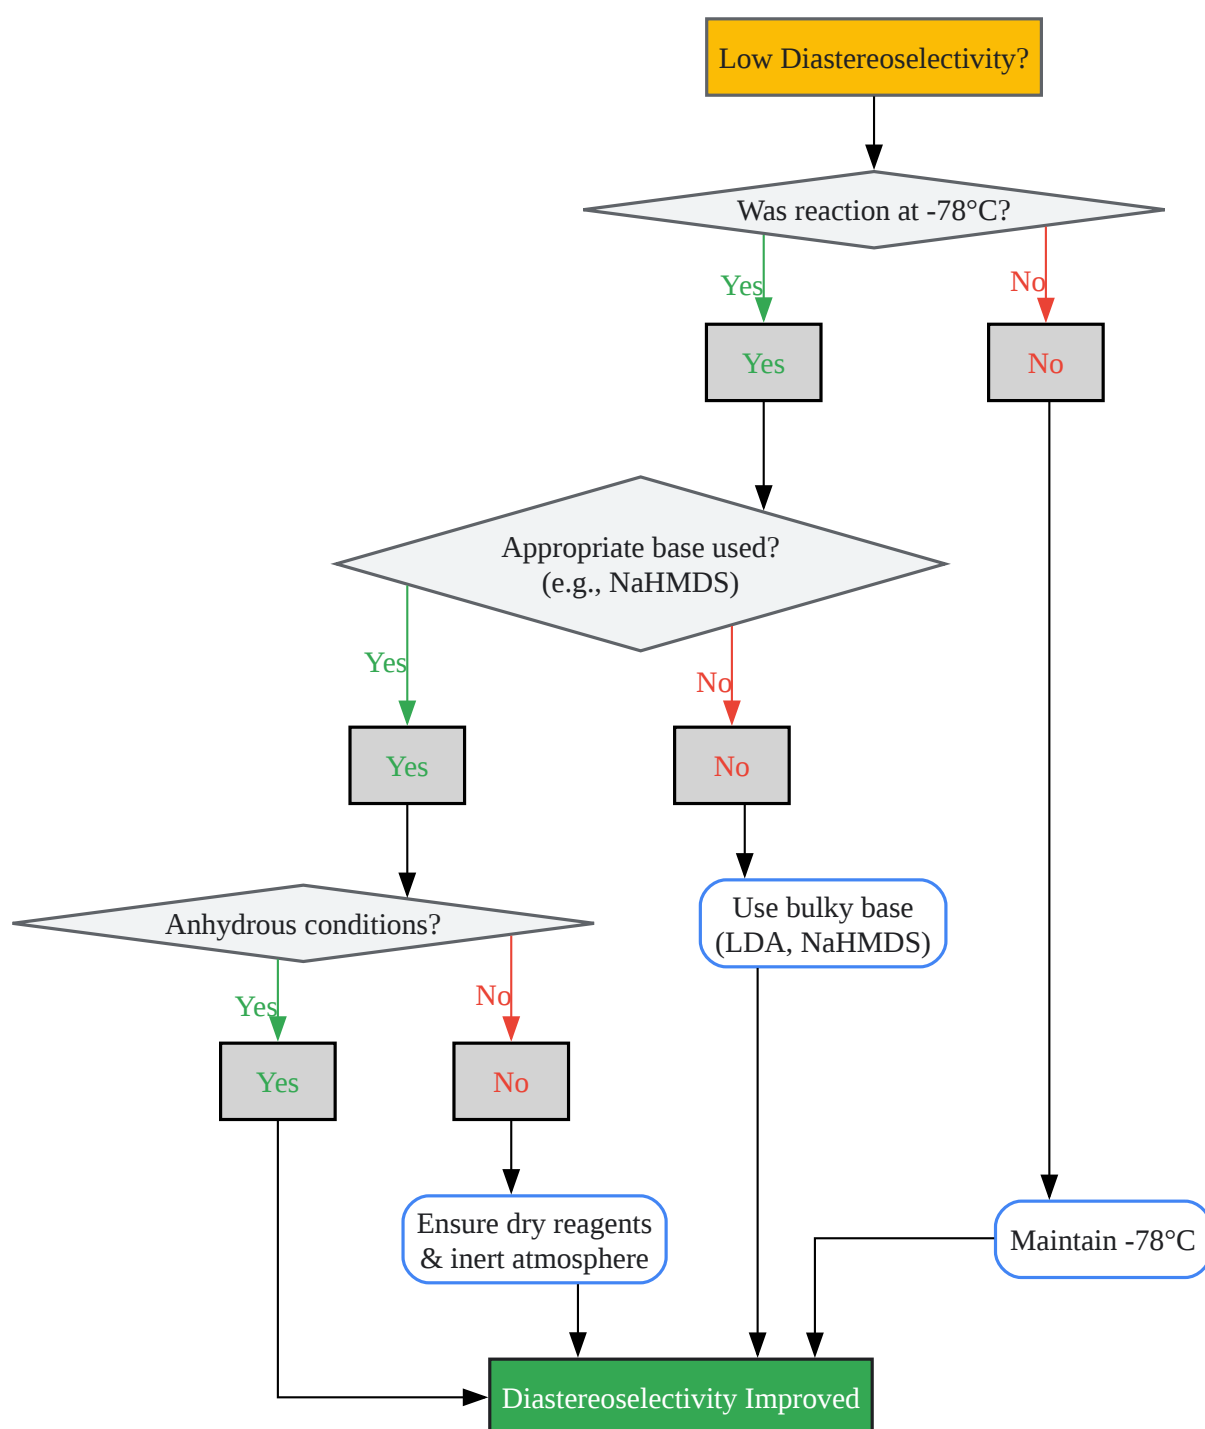 Low Diastereoselectivity?
Was reaction at -78°C?
Yes
No
Yes
No
Appropriate base used?
(e.g., NaHMDS)
Yes
No
Yes
No
Use bulky base
(LDA, NaHMDS)
Anhydrous conditions?
Yes
No
Yes
No
Ensure dry reagents
& inert atmosphere
Maintain -78°C
Diastereoselectivity Improved